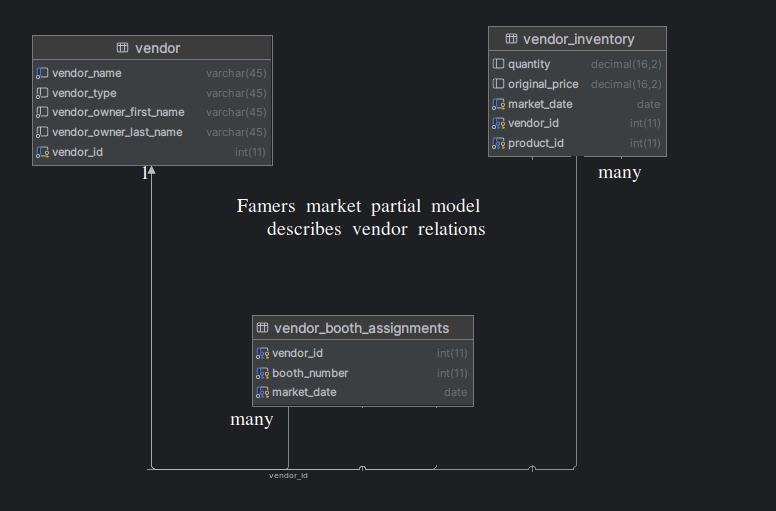 vendor
vendor_name varchar(45)
vendor_type varchar(45)
vendor_owner_first_name varchar(45)
vendor_owner_last_name varchar(45)
vendor_id int(11)
1
vendor_inventory
quantity decimal(16,2)
original_price decimal(16,2)
market_date date
vendor_id int(11)
product_id int(11)
many
Famers market partial model
describes vendor relations
vendor_booth_assignments
vendor_id int(11)
booth_number int(11)
market_date date
many
vendor_id